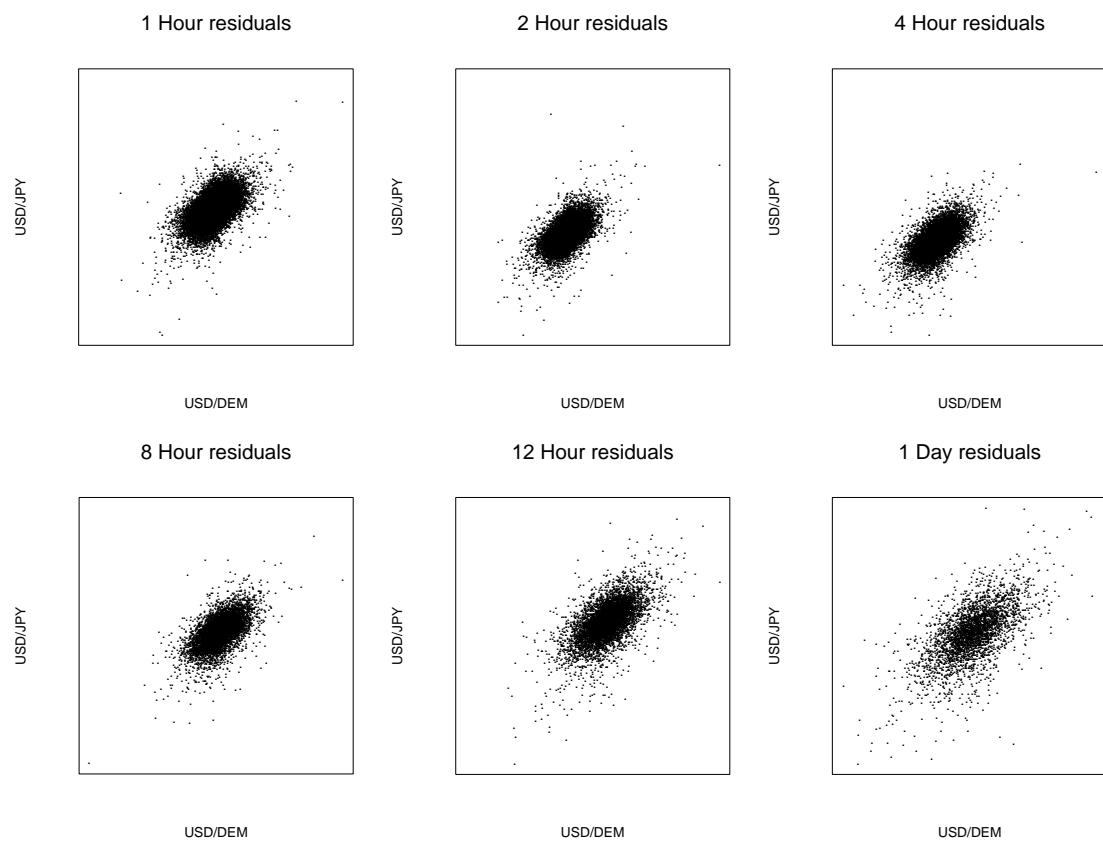 1 Hour residuals
2 Hour residuals
4 Hour residuals
USD/JPY
USD/JPY
USD/JPY
USD/DEM
USD/DEM
USD/DEM
8 Hour residuals
12 Hour residuals
1 Day residuals
USD/JPY
USD/JPY
USD/JPY
USD/DEM
USD/DEM
USD/DEM